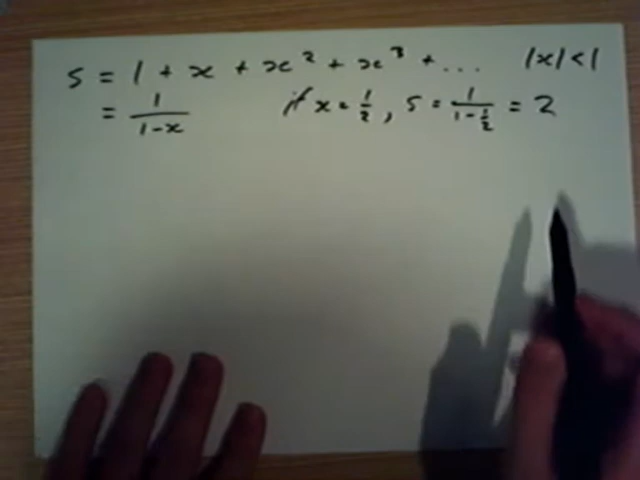 S = 1 + x + x² + x³ + ... |x| < 1
= 1/(1-x) if x = 1/2, S = 1/(1-1/2) = 2